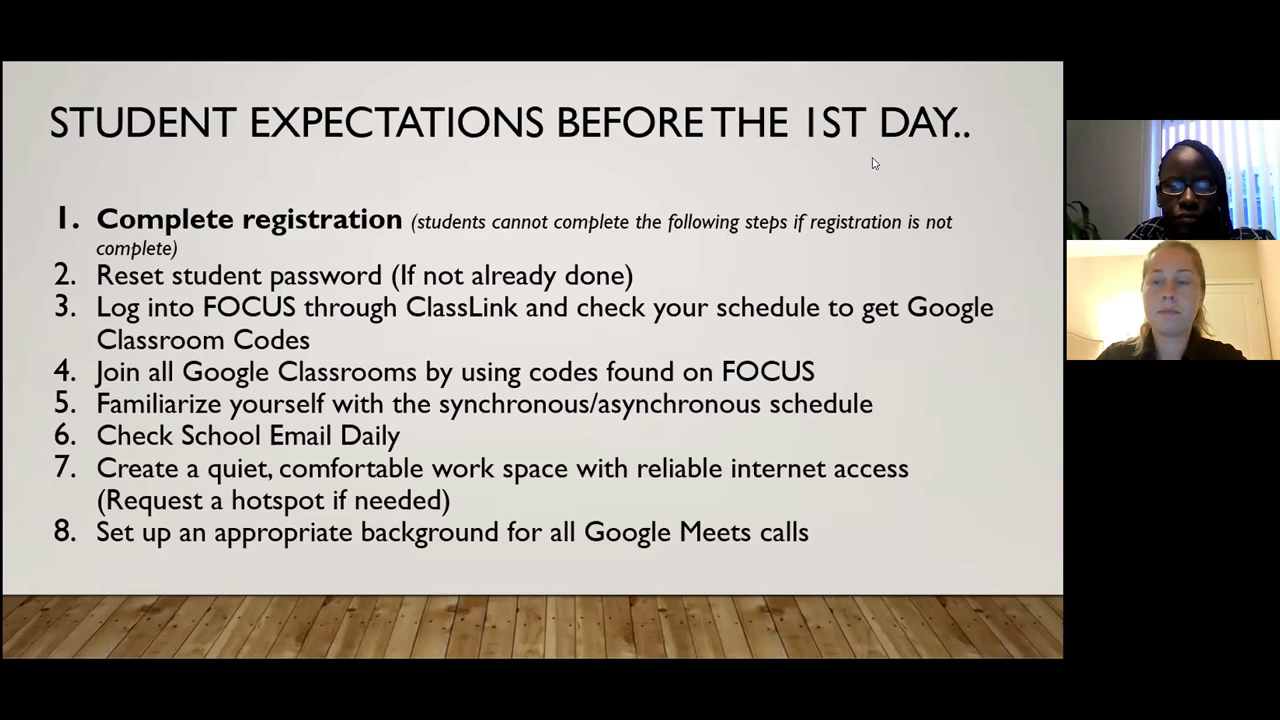 STUDENT EXPECTATIONS BEFORE THE 1ST DAY..
1. Complete registration (students cannot complete the following steps if registration is not
complete)
2. Reset student password (If not already done)
3. Log into FOCUS through ClassLink and check your schedule to get Google
Classroom Codes
4. Join all Google Classrooms by using codes found on FOCUS
5. Familiarize yourself with the synchronous/asynchronous schedule
6. Check School Email Daily
7. Create a quiet, comfortable work space with reliable internet access
(Request a hotspot if needed)
8. Set up an appropriate background for all Google Meets calls